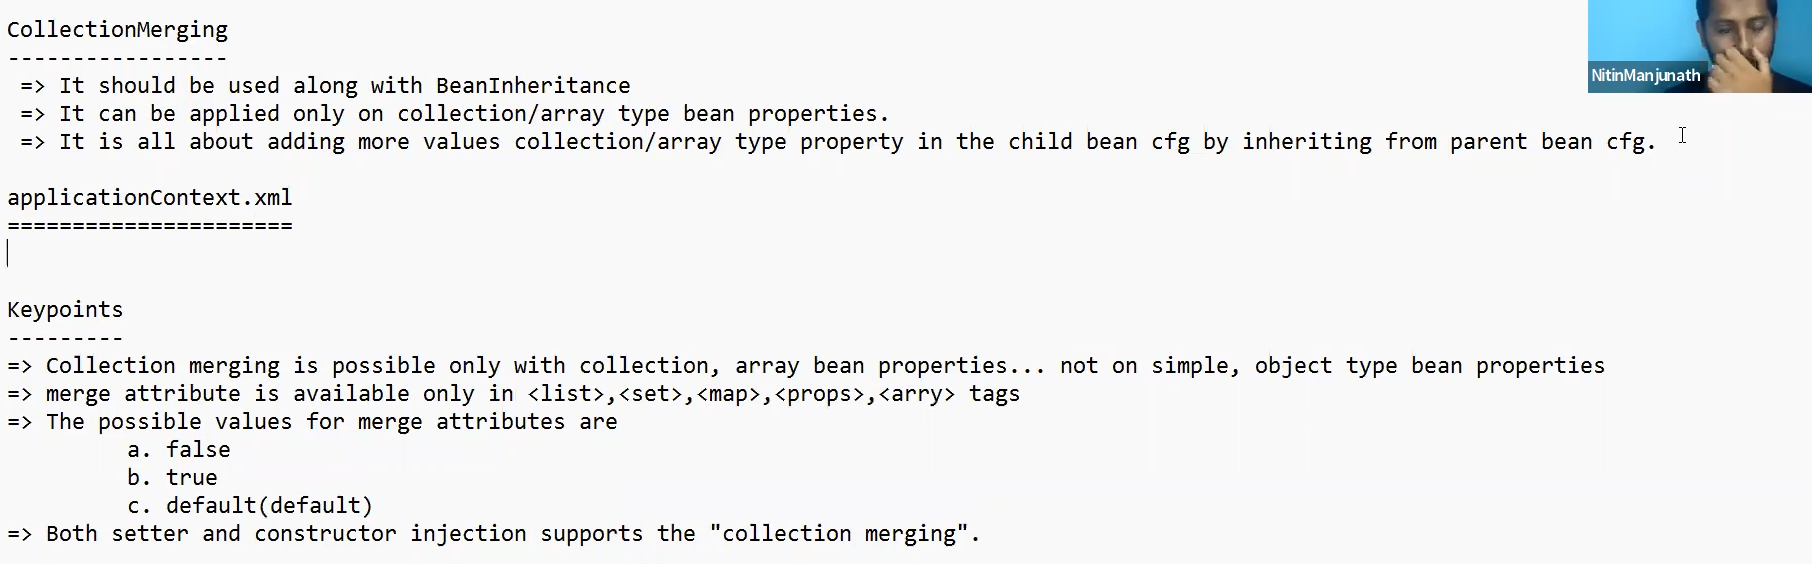 CollectionMerging
-----------------
=> It should be used along with BeanInheritance
=> It can be applied only on collection/array type bean properties.
=> It is all about adding more values collection/array type property in the child bean cfg by inheriting from parent bean cfg.
NitinManjunath
applicationContext.xml
======================
Keypoints
---------
=> Collection merging is possible only with collection, array bean properties... not on simple, object type bean properties
=> merge attribute is available only in <list>,<set>,<map>,<props>,<arry> tags
=> The possible values for merge attributes are
a. false
b. true
c. default(default)
=> Both setter and constructor injection supports the "collection merging".